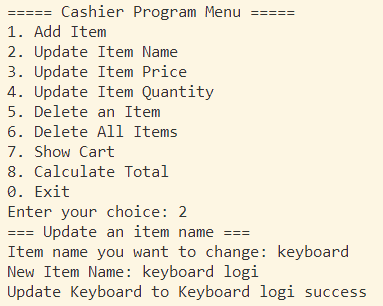 ===== Cashier Program Menu =====
1. Add Item
2. Update Item Name
3. Update Item Price
4. Update Item Quantity
5. Delete an Item
6. Delete All Items
7. Show Cart
8. Calculate Total
0. Exit
Enter your choice: 2
=== Update an item name ===
Item name you want to change: keyboard
New Item Name: keyboard logi
Update Keyboard to Keyboard logi success